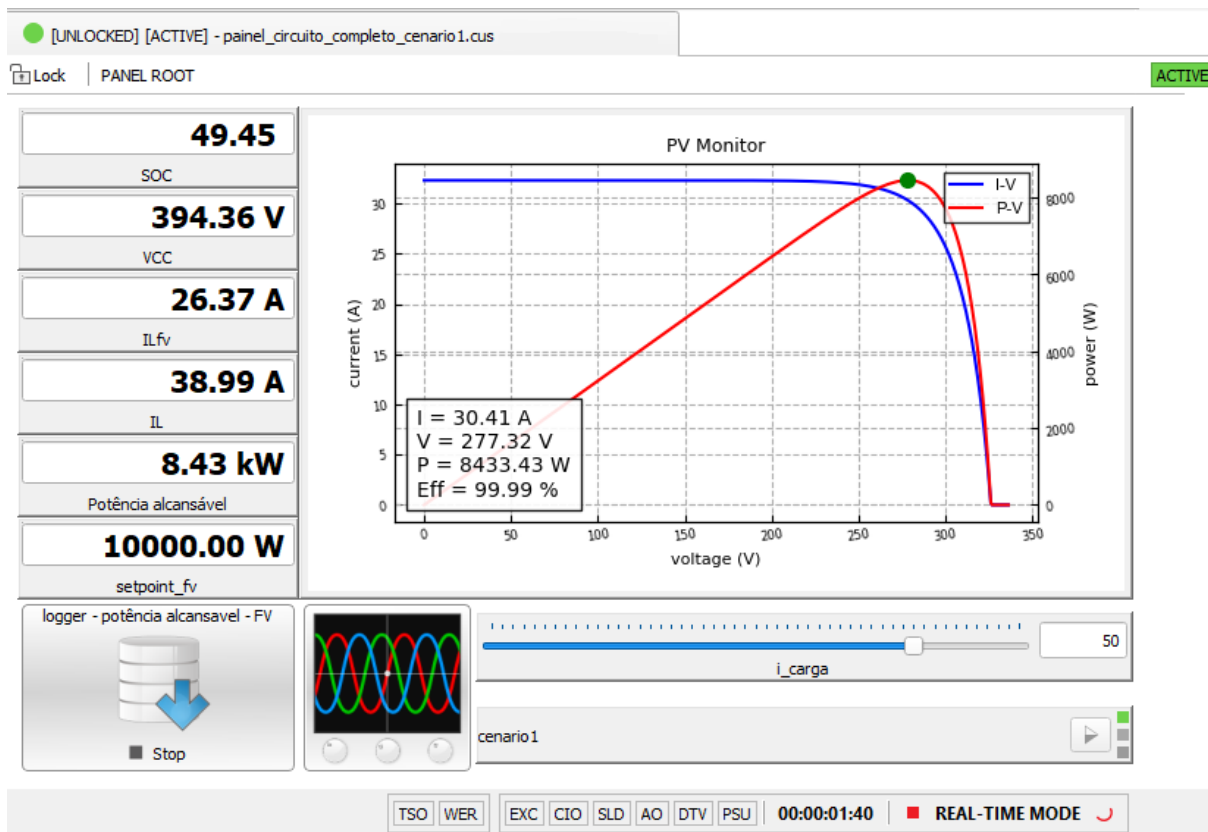 [UNLOCKED] [ACTIVE] - painel_circuito_completo_cenario1.cus
Lock PANEL ROOT ACTIVE
49.45
SOC
394.36 V
VCC
26.37 A
ILfv
38.99 A
IL
8.43 kW
Potência alcansável
10000.00 W
setpoint_fv
PV Monitor
I-V
P-V
current (A)
30
25
20
15
10
5
0
I = 30.41 A
V = 277.32 V
P = 8433.43 W
Eff = 99.99 %
8000
6000
4000
2000
0
power (W)
0 50 100 150 200 250 300 350
voltage (V)
logger - potência alcansavel - FV
Stop
50
i_carga
cenario1
TSO WER EXC CIO SLD AO DTV PSU 00:00:01:40 REAL-TIME MODE